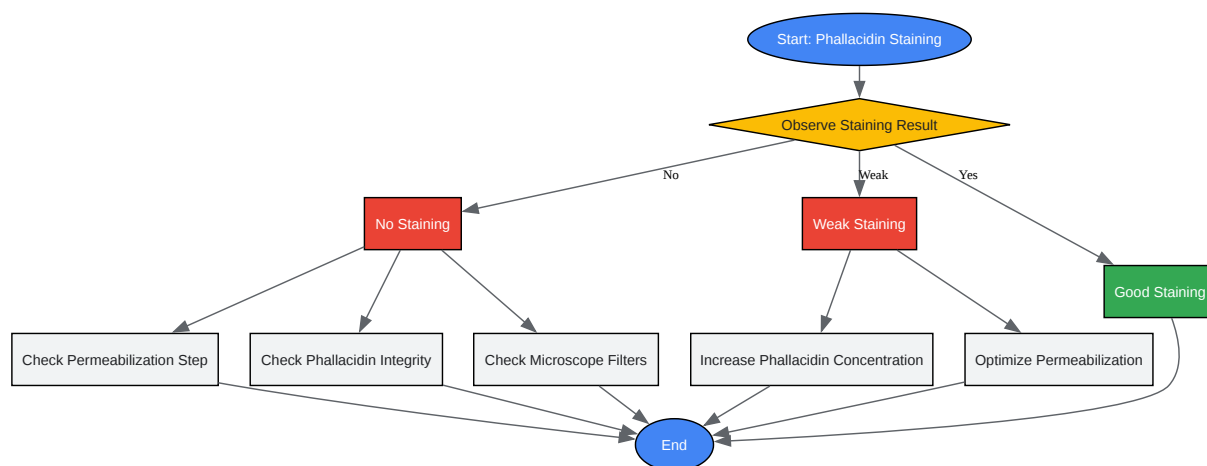 Start: Phallacidin Staining
Observe Staining Result
No
Weak
Yes
No Staining
Weak Staining
Good Staining
Check Permeabilization Step
Check Phallacidin Integrity
Check Microscope Filters
Increase Phallacidin Concentration
Optimize Permeabilization
End